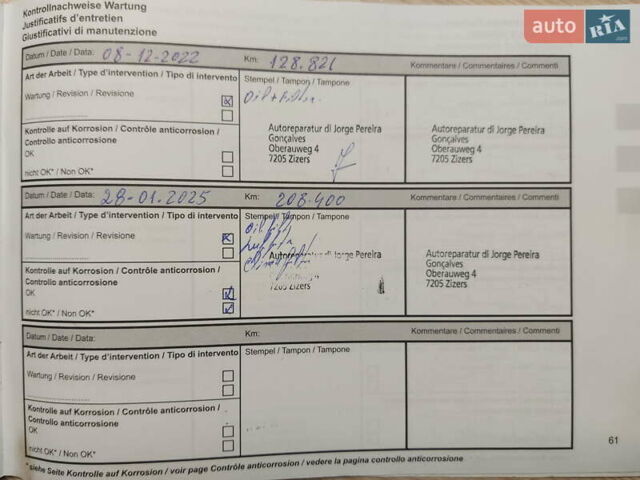 Kontrollnachweise Wartung
Justificatifs d'entretien
Giustificativi di manutenzione
auto RIA.com
Datum / Date / Data: 08-12-2022 Km: 128.821 Kommentare / Commentaires / Commenti
Art der Arbeit / Type d'intervention / Tipo di intervento Stempel / Tampon / Tampone
Wartung / Revision / Revisione
Oil + Filter
Kontrolle auf Korrosion / Contrôle anticorrosion /
Controllo anticorrosione
OK
nicht OK* / Non OK*
Autoreparatur di Jorge Pereira
Gonçalves
Oberauweg 4
7205 Zizers
Autoreparatur di Jorge Pereira
Gonçalves
Oberauweg 4
7205 Zizers
Datum / Date / Data: 28-01.2025 Km: 208.400 Kommentare / Commentaires / Commenti
Art der Arbeit / Type d'intervention / Tipo di intervento Stempel / Tampon / Tampone
Wartung / Revision / Revisione
Kontrolle auf Korrosion / Contrôle anticorrosion /
Controllo anticorrosione
OK
nicht OK* / Non OK*
Jorge Pereira
7205 Zizers
Autoreparatur di Jorge Pereira
Gonçalves
Oberauweg 4
7205 Zizers
Datum / Date / Data: Km: Kommentare / Commentaires / Commenti
Art der Arbeit / Type d'intervention / Tipo di intervento Stempel / Tampon / Tampone
Wartung / Revision / Revisione
Kontrolle auf Korrosion / Contrôle anticorrosion /
Controllo anticorrosione
OK
nicht OK* / Non OK*
61
* siehe Seite Kontrolle auf Korrosion / voir page Contrôle anticorrosion / vedere la pagina controllo anticorrosione